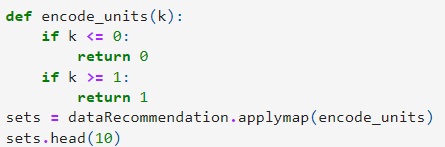 def encode_units(k):
    if k <= 0:
        return 0
    if k >= 1:
        return 1
sets = dataRecommendation.applymap(encode_units)
sets.head(10)